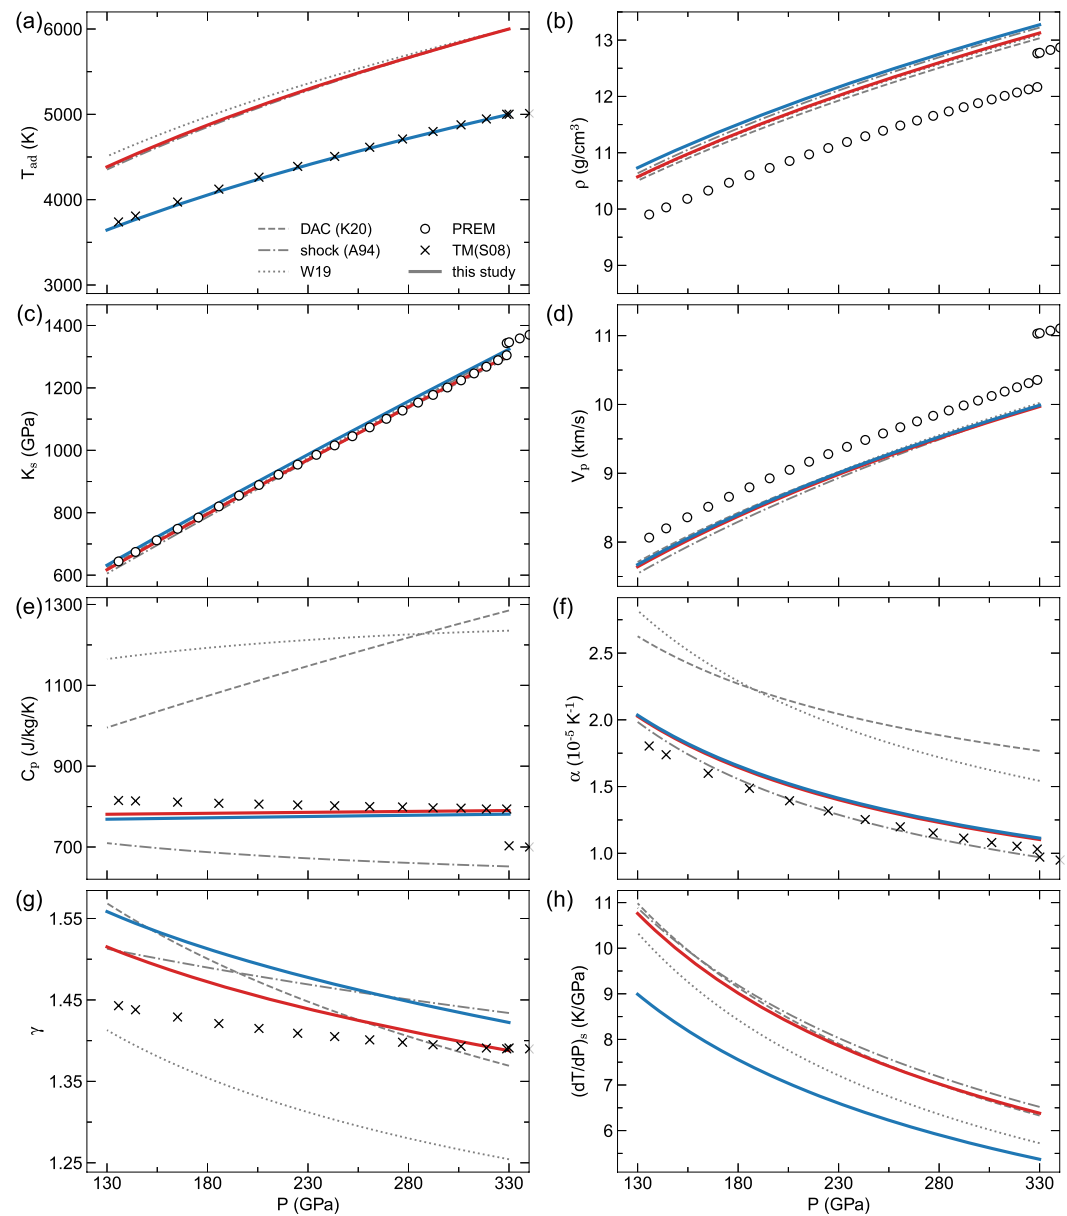 (a)
6000
5000
4000
3000
T_ad (K)
DAC (K20)
shock (A94)
W19
PREM
TM(S08)
this study
(b)
13
12
11
10
9
ρ (g/cm³)
(c)
1400
1200
1000
800
600
K_s (GPa)
(d)
11
10
9
8
V_p (km/s)
(e)
1300
1100
900
700
C_p (J/kg/K)
(f)
2.5
2.0
1.5
1.0
α (10⁻⁵ K⁻¹)
(g)
1.55
1.45
1.35
1.25
γ
130
180
230
280
330
P (GPa)
(h)
11
10
9
8
7
6
(dT/dP)_s (K/GPa)
130
180
230
280
330
P (GPa)